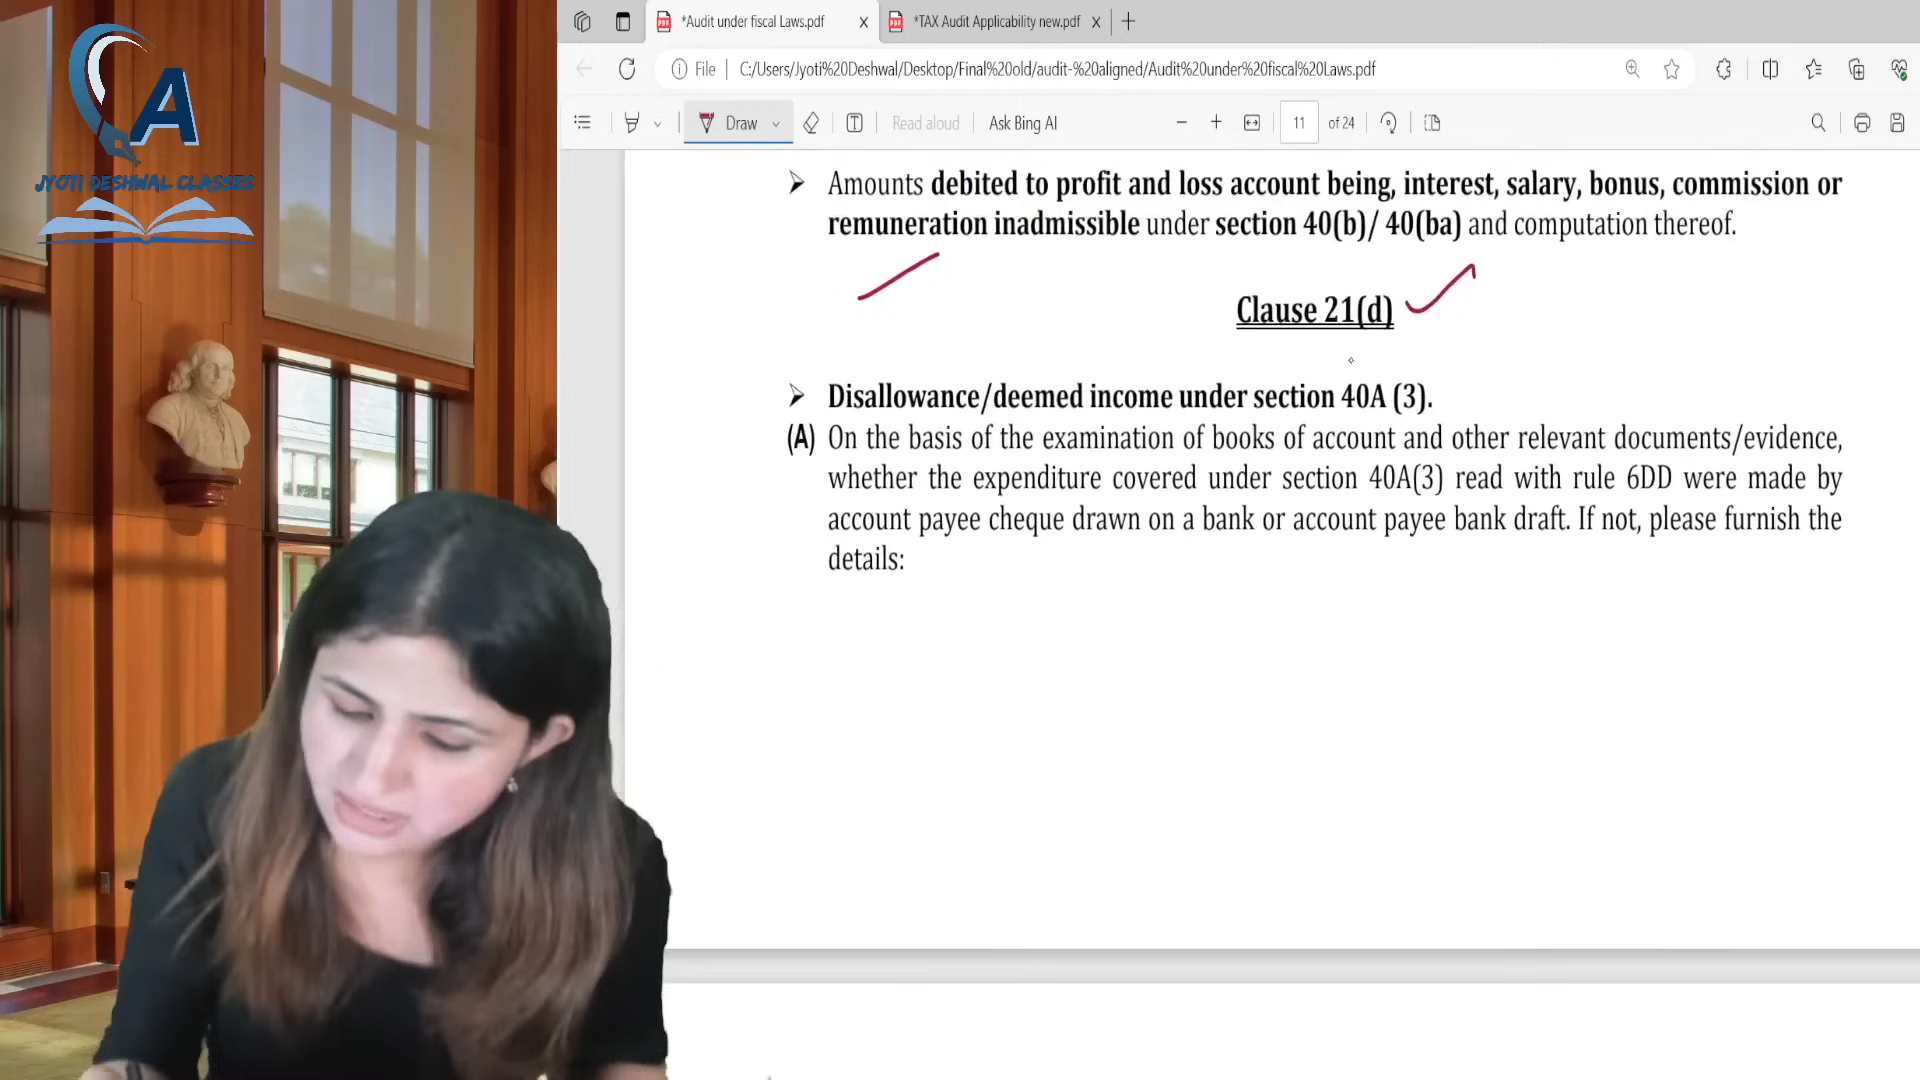 A
JYOTI DESHWAL CLASSES
*Audit under fiscal Laws.pdf
*TAX Audit Applicability new.pdf
File
C:/Users/Jyoti%20Deshwal/Desktop/Final%20old/audit-%20aligned/Audit%20under%20fiscal%20Laws.pdf
Draw
Read aloud
Ask Bing AI
11 of 24
➢ Amounts debited to profit and loss account being, interest, salary, bonus, commission or
remuneration inadmissible under section 40(b)/ 40(ba) and computation thereof.
Clause 21(d)
➢ Disallowance/deemed income under section 40A (3).
(A) On the basis of the examination of books of account and other relevant documents/evidence,
whether the expenditure covered under section 40A(3) read with rule 6DD were made by
account payee cheque drawn on a bank or account payee bank draft. If not, please furnish the
details: